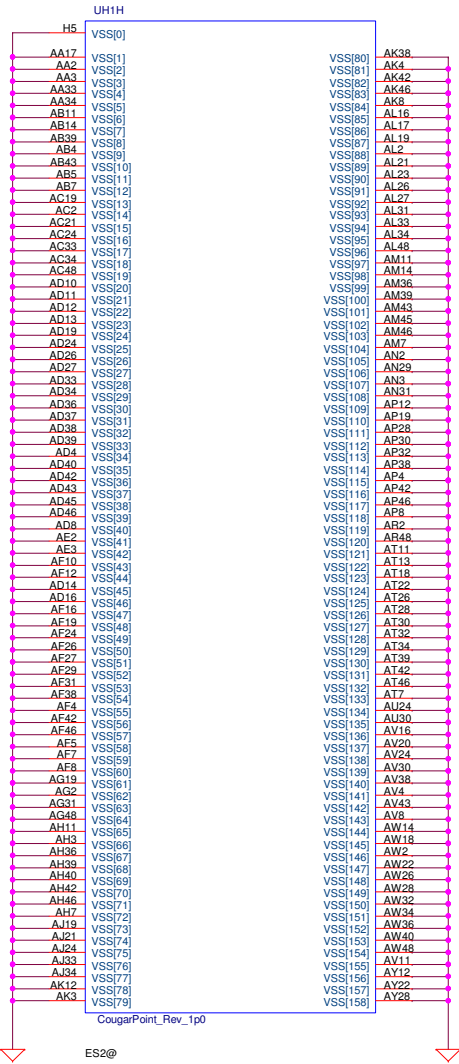 UH1H
H5 VSS[0]
AA17 VSS[1] VSS[80] AK38
AA2 VSS[2] VSS[81] AK4
AA3 VSS[3] VSS[82] AK42
AA33 VSS[4] VSS[83] AK46
AA34 VSS[5] VSS[84] AK8
AB11 VSS[6] VSS[85] AL16
AB14 VSS[7] VSS[86] AL17
AB39 VSS[8] VSS[87] AL19
AB4 VSS[9] VSS[88] AL2
AB43 VSS[10] VSS[89] AL21
AB5 VSS[11] VSS[90] AL23
AB7 VSS[12] VSS[91] AL26
AC19 VSS[13] VSS[92] AL27
AC2 VSS[14] VSS[93] AL31
AC21 VSS[15] VSS[94] AL33
AC24 VSS[16] VSS[95] AL34
AC33 VSS[17] VSS[96] AL48
AC34 VSS[18] VSS[97] AM11
AC48 VSS[19] VSS[98] AM14
AD10 VSS[20] VSS[99] AM36
AD11 VSS[21] VSS[100] AM39
AD12 VSS[22] VSS[101] AM43
AD13 VSS[23] VSS[102] AM45
AD19 VSS[24] VSS[103] AM46
AD24 VSS[25] VSS[104] AM7
AD26 VSS[26] VSS[105] AN2
AD27 VSS[27] VSS[106] AN29
AD33 VSS[28] VSS[107] AN3
AD34 VSS[29] VSS[108] AN31
AD36 VSS[30] VSS[109] AP12
AD37 VSS[31] VSS[110] AP19
AD38 VSS[32] VSS[111] AP28
AD39 VSS[33] VSS[112] AP30
AD4 VSS[34] VSS[113] AP32
AD40 VSS[35] VSS[114] AP38
AD42 VSS[36] VSS[115] AP4
AD43 VSS[37] VSS[116] AP42
AD45 VSS[38] VSS[117] AP46
AD46 VSS[39] VSS[118] AP8
AD8 VSS[40] VSS[119] AR2
AE2 VSS[41] VSS[120] AR48
AE3 VSS[42] VSS[121] AT11
AF10 VSS[43] VSS[122] AT13
AF12 VSS[44] VSS[123] AT18
AD14 VSS[45] VSS[124] AT22
AD16 VSS[46] VSS[125] AT26
AF16 VSS[47] VSS[126] AT28
AF19 VSS[48] VSS[127] AT30
AF24 VSS[49] VSS[128] AT32
AF26 VSS[50] VSS[129] AT34
AF27 VSS[51] VSS[130] AT39
AF29 VSS[52] VSS[131] AT42
AF31 VSS[53] VSS[132] AT46
AF38 VSS[54] VSS[133] AT7
AF4 VSS[55] VSS[134] AU24
AF42 VSS[56] VSS[135] AU30
AF46 VSS[57] VSS[136] AV16
AF5 VSS[58] VSS[137] AV20
AF7 VSS[59] VSS[138] AV24
AF8 VSS[60] VSS[139] AV30
AG19 VSS[61] VSS[140] AV38
AG2 VSS[62] VSS[141] AV4
AG31 VSS[63] VSS[142] AV43
AG48 VSS[64] VSS[143] AV8
AH11 VSS[65] VSS[144] AW14
AH3 VSS[66] VSS[145] AW18
AH36 VSS[67] VSS[146] AW2
AH39 VSS[68] VSS[147] AW22
AH40 VSS[69] VSS[148] AW26
AH42 VSS[70] VSS[149] AW28
AH46 VSS[71] VSS[150] AW32
AH7 VSS[72] VSS[151] AW34
AJ19 VSS[73] VSS[152] AW36
AJ21 VSS[74] VSS[153] AW40
AJ24 VSS[75] VSS[154] AW48
AJ33 VSS[76] VSS[155] AV11
AJ34 VSS[77] VSS[156] AY12
AK12 VSS[78] VSS[157] AY22
AK3 VSS[79] VSS[158] AY28
CougarPoint_Rev_1p0
ES2@